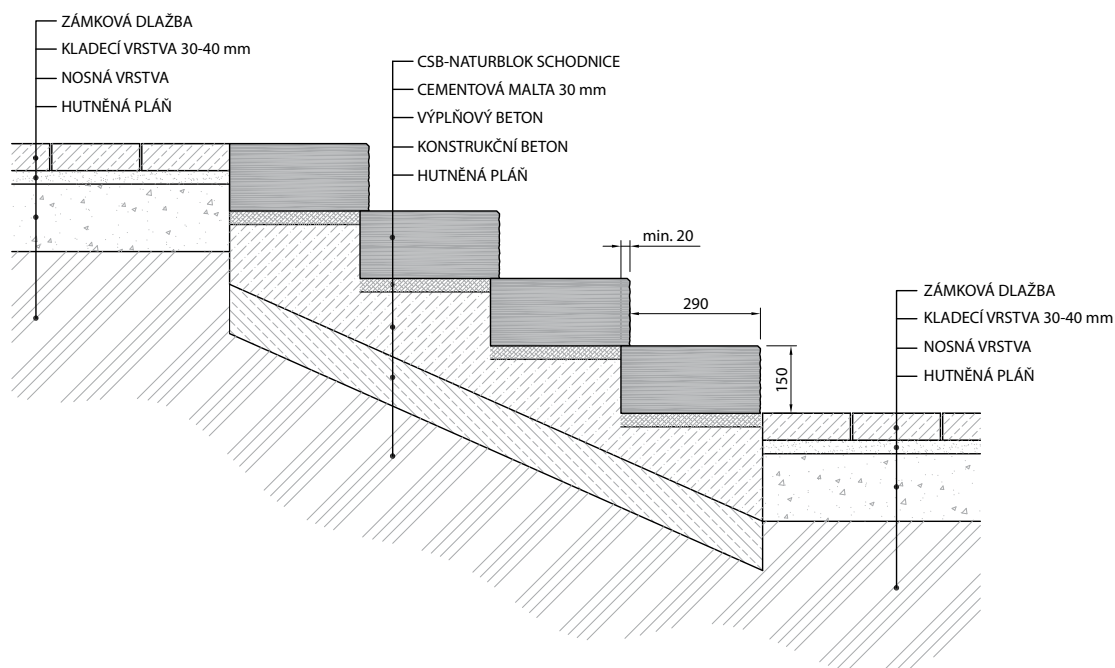 ZÁMKOVÁ DLAŽBA
KLADECÍ VRSTVA 30-40 mm
NOSNÁ VRSTVA
HUTNĚNÁ PLÁŇ
CSB-NATURBLOK SCHODNICE
CEMENTOVÁ MALTA 30 mm
VÝPLŇOVÝ BETON
KONSTRUKČNÍ BETON
HUTNĚNÁ PLÁŇ
min. 20
290
150
ZÁMKOVÁ DLAŽBA
KLADECÍ VRSTVA 30-40 mm
NOSNÁ VRSTVA
HUTNĚNÁ PLÁŇ